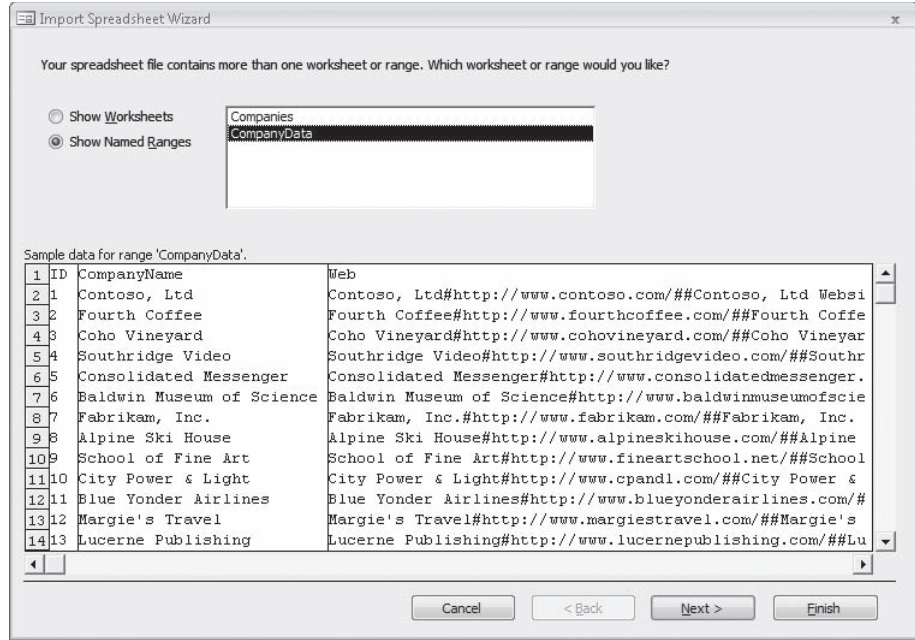 Import Spreadsheet Wizard
x
Your spreadsheet file contains more than one worksheet or range. Which worksheet or range would you like?
Show Worksheets
Show Named Ranges
Companies
CompanyData
Sample data for range 'CompanyData'.
1 ID CompanyName Web
2 1 Contoso, Ltd Contoso, Ltd#http://www.contoso.com/##Contoso, Ltd Websi
3 2 Fourth Coffee Fourth Coffee#http://www.fourthcoffee.com/##Fourth Coffe
4 3 Coho Vineyard Coho Vineyard#http://www.cohovineyard.com/##Coho Vineyar
5 4 Southridge Video Southridge Video#http://www.southridgevideo.com/##Southr
6 5 Consolidated Messenger Consolidated Messenger#http://www.consolidatedmessenger.
7 6 Baldwin Museum of Science Baldwin Museum of Science#http://www.baldwinmuseumofscie
8 7 Fabrikam, Inc. Fabrikam, Inc.#http://www.fabrikam.com/##Fabrikam, Inc.
9 8 Alpine Ski House Alpine Ski House#http://www.alpineskihouse.com/##Alpine
10 9 School of Fine Art School of Fine Art#http://www.fineartschool.net/##School
11 10 City Power & Light City Power & Light#http://www.cpandl.com/##City Power &
12 11 Blue Yonder Airlines Blue Yonder Airlines#http://www.blueyonderairlines.com/#
13 12 Margie's Travel Margie's Travel#http://www.margiestravel.com/##Margie's
14 13 Lucerne Publishing Lucerne Publishing#http://www.lucernepublishing.com/##Lu
Cancel < Back Next > Finish